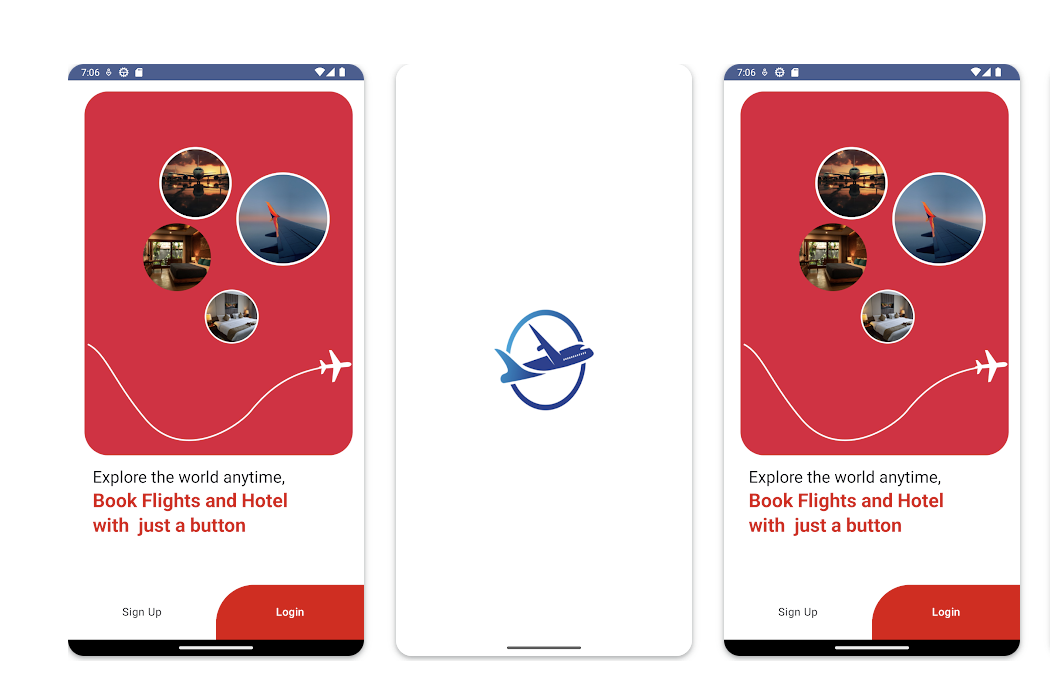 7:06
Explore the world anytime,
Book Flights and Hotel
with  just a button
Sign Up
Login
7:06
Explore the world anytime,
Book Flights and Hotel
with  just a button
Sign Up
Login